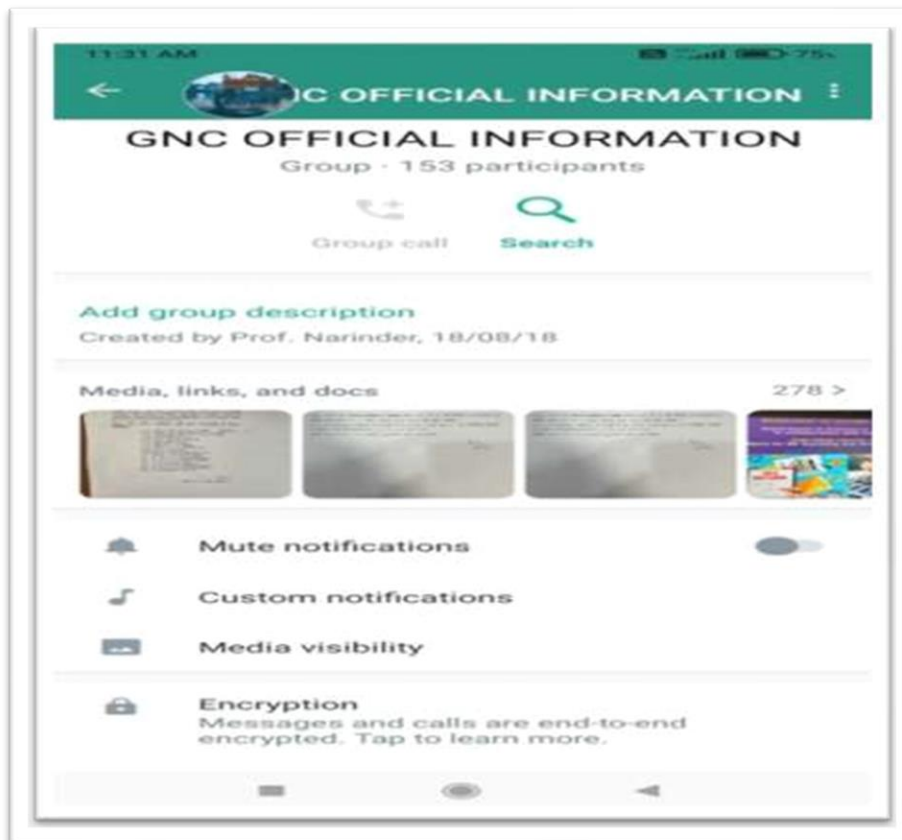 11:31 AM 75%
IC OFFICIAL INFORMATION
GNC OFFICIAL INFORMATION
Group · 153 participants
Group call Search
Add group description
Created by Prof. Narinder, 18/08/18
Media, links, and docs 278 >
Mute notifications
Custom notifications
Media visibility
Encryption
Messages and calls are end-to-end
encrypted. Tap to learn more.